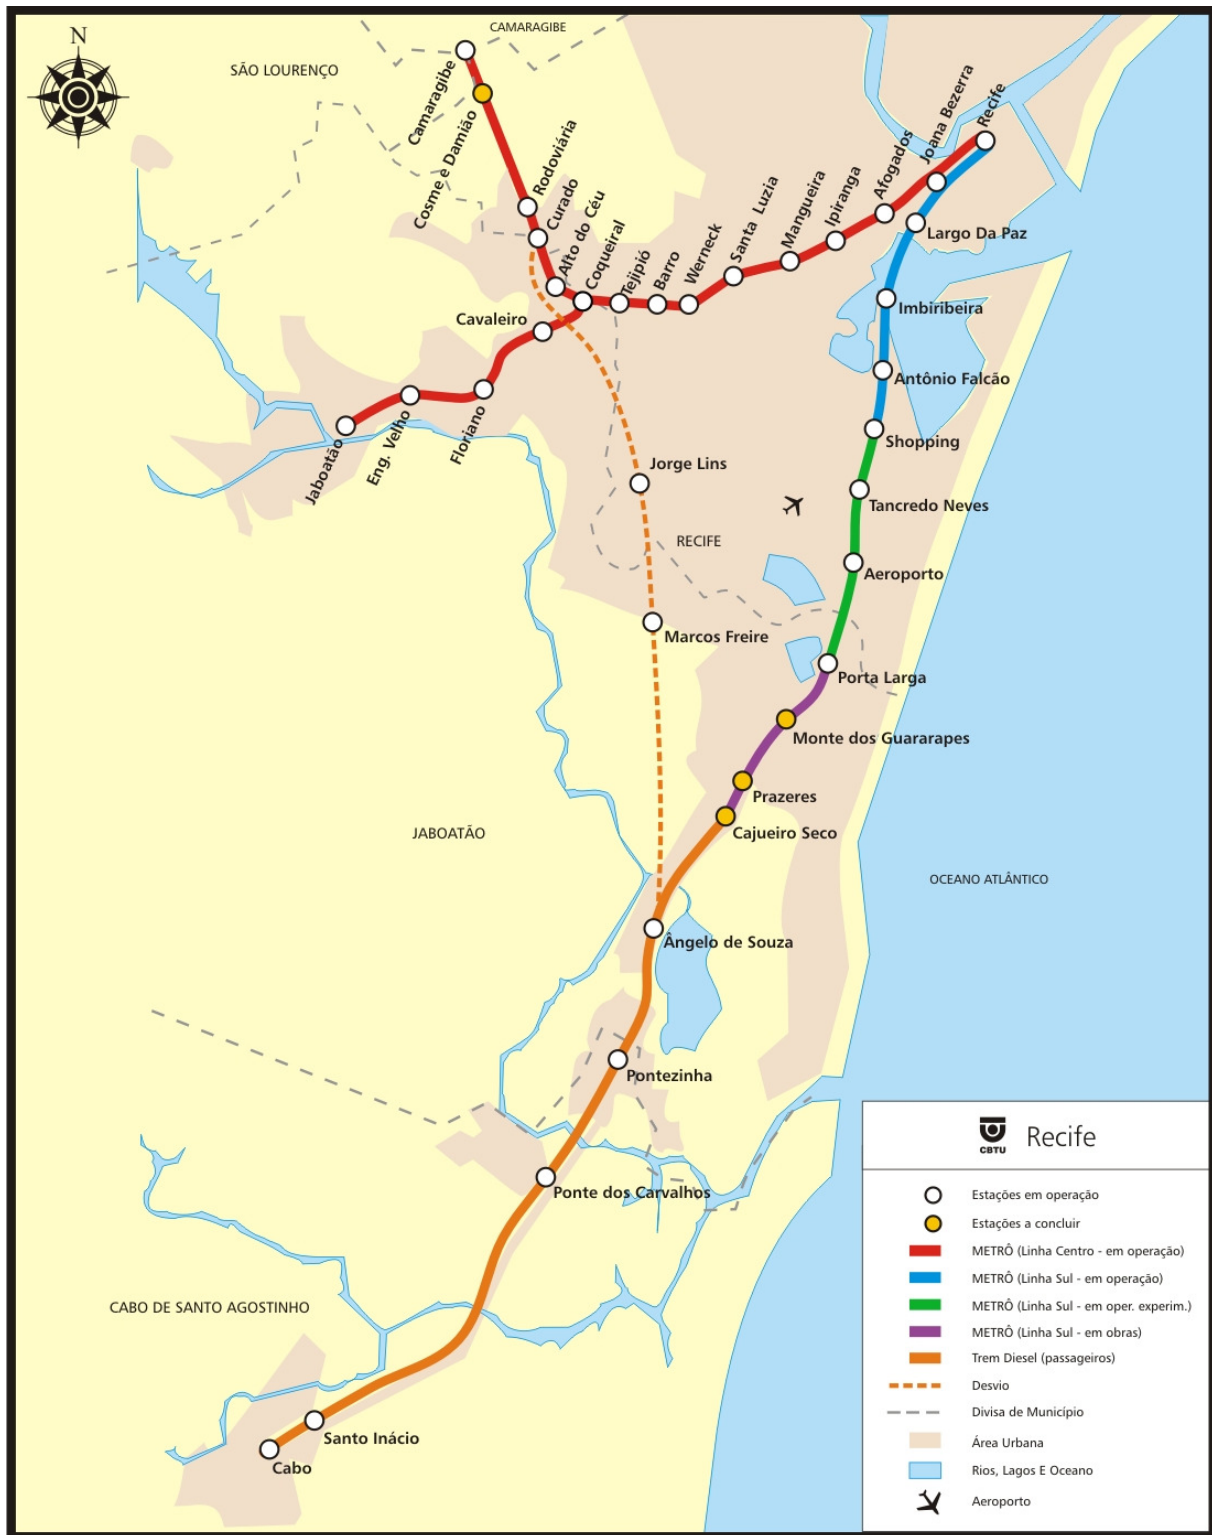 N
CAMARAGIBE
SÃO LOURENÇO
Camaragibe
Cosme e Damião
Rodoviária
Curado
Alto do Céu
Coqueiral
Tejipió
Barro
Werneck
Santa Luzia
Mangueira
Ipiranga
Afogados
Joana Bezerra
Recife
Largo Da Paz
Imbiribeira
Cavaleiro
Antônio Falcão
Shopping
Jaboatão
Eng. Velho
Floriano
Jorge Lins
Tancredo Neves
RECIFE
Aeroporto
Marcos Freire
Porta Larga
Monte dos Guararapes
Prazeres
Cajueiro Seco
JABOATÃO
OCEANO ATLÂNTICO
Ângelo de Souza
Pontezinha
Ponte dos Carvalhos
CABO DE SANTO AGOSTINHO
Santo Inácio
Cabo
CBTU
Recife
Estações em operação
Estações a concluir
METRÔ (Linha Centro - em operação)
METRÔ (Linha Sul - em operação)
METRÔ (Linha Sul - em oper. experim.)
METRÔ (Linha Sul - em obras)
Trem Diesel (passageiros)
Desvio
Divisa de Município
Área Urbana
Rios, Lagos E Oceano
Aeroporto